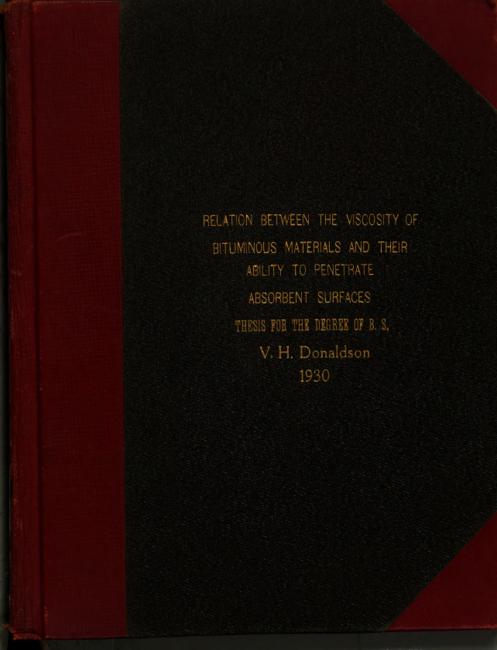 RELATION BETWEEN THE VISCOSITY OF
BITUMINOUS MATERIALS AND THEIR
ABILITY TO PENETRATE
ABSORBENT SURFACES
THESIS FOR THE DEGREE OF B. S.
V. H. Donaldson
1930